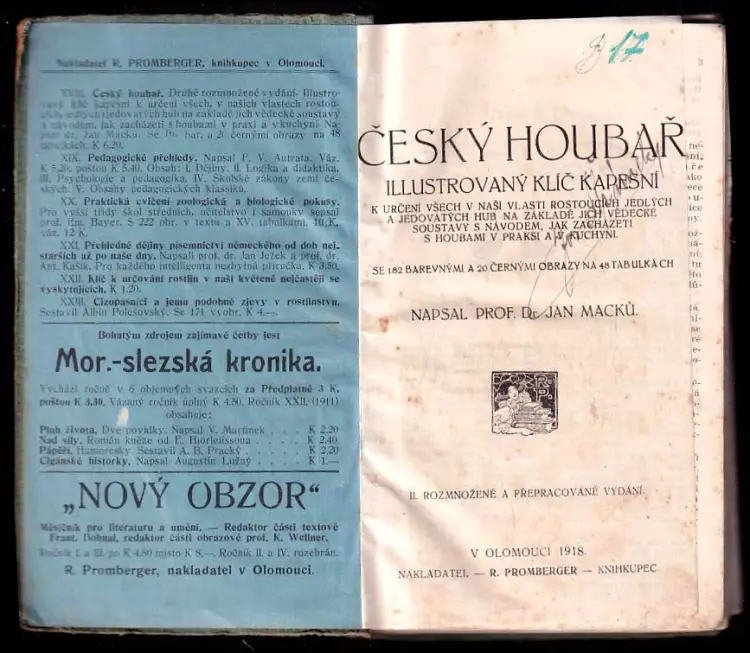 Nakladatel R. PROMBERGER, knihkupec v Olomouci.
XVIII. Český houbař. Druhé rozmnožené vydání. Illustro-
vaný klíč kapesní k určení všech, v našich vlastech rostou-
cích jedlých i jedovatých hub na základě jich vědecké soustavy
s návodem, jak zacházeti s houbami v praxi a v kuchyni. Na-
psal dr. Jan Macků. Se bar. a 20 černými obrazy na 48
tabulkách. K 6.20.
XIX. Pedagogické přehledy. Napsal P. V. Autrata. Váz.
K 5.20, poštou K 5.40. Obsah: I. Dějiny. II. Logika a didaktika.
III. Psychologie a pedagogika. IV. Školské zákony zemí če-
ských. V. Obsahy pedagogických klassiků.
XX. Praktická cvičení zoologická a biologické pokusy.
Pro vyšší třídy škol středních, učitelstvo i samouky sepsal
prof. Em. Bayer. S 222 obr. v textu a XV. tabulkami. 10 K,
váz. 12 K.
XXI. Přehledné dějiny písemnictví německého od dob nej-
starších až po naše dny. Napsali prof. dr. Jan Ježek a prof. dr.
Ant. Kašík. Pro každého intelligenta nezbytná příručka. K 3.50.
XXII. Klíč k určování rostlin v naší květeně nejčastěji se
vyskytujících. K 1.20.
XXIII. Cizopasníci a jemu podobné zjevy v rostlinstvu.
Sestavil Albín Polešovský. Se 171 vyobr. K 4.—.
Bohatým zdrojem zajímavé četby jest
Mor.-slezská kronika.
Vychází ročně v 6 objemných svazcích za Předplatné 3 K,
poštou K 3.30, Vázaný ročník úplný K 4.50. Ročník XXII. (1911)
obsahuje:
Pluh života, Dvě povídky. Napsal V. Martínek . . . K 2.20
Nad síly. Román kněze od E. Hjörleifssona . . . . K 2.40
Pápěří. Humoresky Sestavil A. B. Pracký . . . . . K 2.20
Cigánské historky, Napsal Augustin Lužný . . . . . K 1.—
„NOVÝ OBZOR“
Měsíčník pro literaturu a umění. — Redaktor části textové
Frant. Dohnal, redaktor části obrazové prof. K. Wellner.
Ročník I. a III. po K 4.80 místo K 8.—. Ročník II. a IV. rozebrán.
R. Promberger, nakladatel v Olomouci.
17
ČESKÝ HOUBAŘ
ILLUSTROVANÝ KLÍČ KAPESNÍ
K URČENÍ VŠECH V NAŠÍ VLASTI ROSTOUCÍCH JEDLÝCH
A JEDOVATÝCH HUB NA ZÁKLADĚ JICH VĚDECKÉ
SOUSTAVY S NÁVODEM, JAK ZACHÁZETI
S HOUBAMI V PRAKSI A V KUCHYNI.
SE 182 BAREVNÝMI A 20 ČERNÝMI OBRAZY NA 48 TABULKÁCH
NAPSAL PROF. Dr. JAN MACKŮ.
R. P.
II. ROZMNOŽENÉ A PŘEPRACOVANÉ VYDÁNÍ.
V OLOMOUCI 1918.
NAKLADATEL — R. PROMBERGER — KNIHKUPEC.